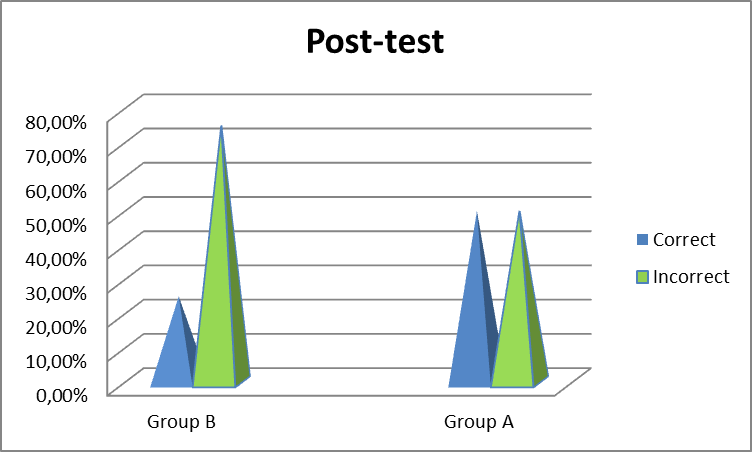 Post-test
80,00%
70,00%
60,00%
50,00%
40,00%
30,00%
20,00%
10,00%
0,00%
Group B
Group A
Correct
Incorrect